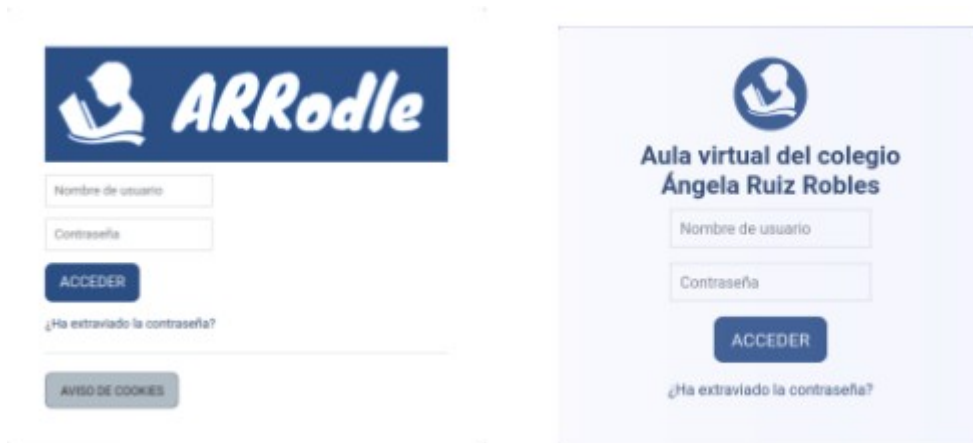 ARRodle
Nombre de usuario
Contraseña
ACCEDER
¿Ha extraviado la contraseña?
AVISO DE COOKIES
Aula virtual del colegio
Ángela Ruiz Robles
Nombre de usuario
Contraseña
ACCEDER
¿Ha extraviado la contraseña?